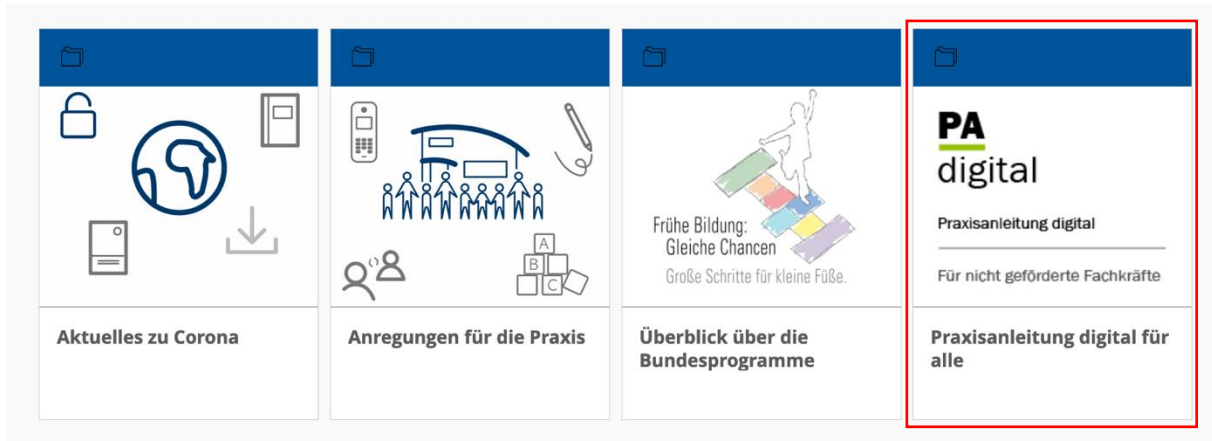 A
B
C
Aktuelles zu Corona
Anregungen für die Praxis
Frühe Bildung:
Gleiche Chancen
Große Schritte für kleine Füße.
Überblick über die
Bundesprogramme
PA
digital
Praxisanleitung digital
Für nicht geförderte Fachkräfte
Praxisanleitung digital für
alle